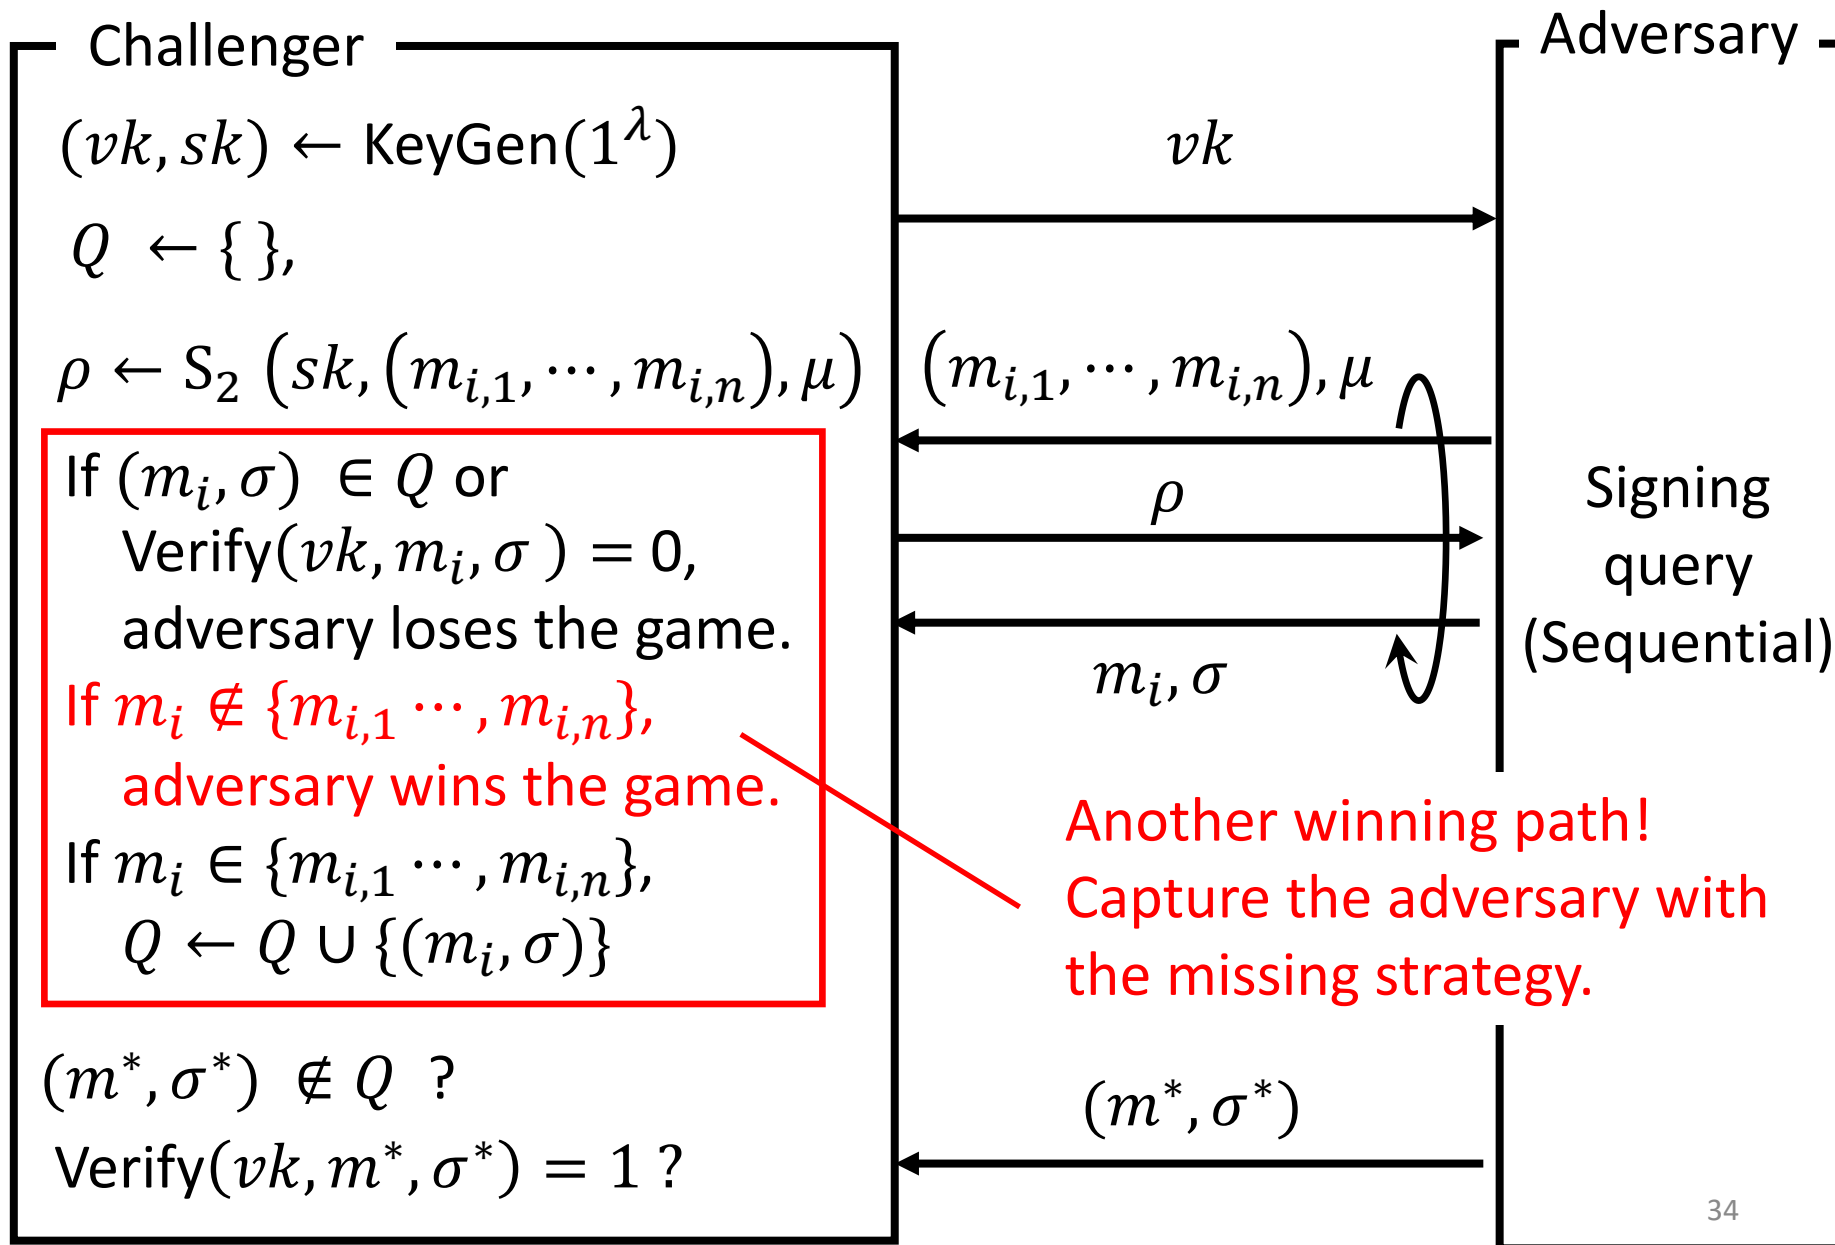 Challenger
(vk, sk) ← KeyGen(1^λ)
Q ← { },
ρ ← S₂ (sk, (m_{i,1}, ⋯ , m_{i,n}), μ)
If (m_i, σ) ∈ Q or
Verify(vk, m_i, σ ) = 0,
adversary loses the game.
If m_i ∉ {m_{i,1} ⋯ , m_{i,n}},
adversary wins the game.
If m_i ∈ {m_{i,1} ⋯ , m_{i,n}},
Q ← Q ∪ {(m_i, σ)}
(m*, σ*) ∉ Q ?
Verify(vk, m*, σ*) = 1 ?
vk
(m_{i,1}, ⋯ , m_{i,n}), μ
ρ
m_i, σ
Another winning path!
Capture the adversary with
the missing strategy.
(m*, σ*)
Adversary
Signing
query
(Sequential)
34